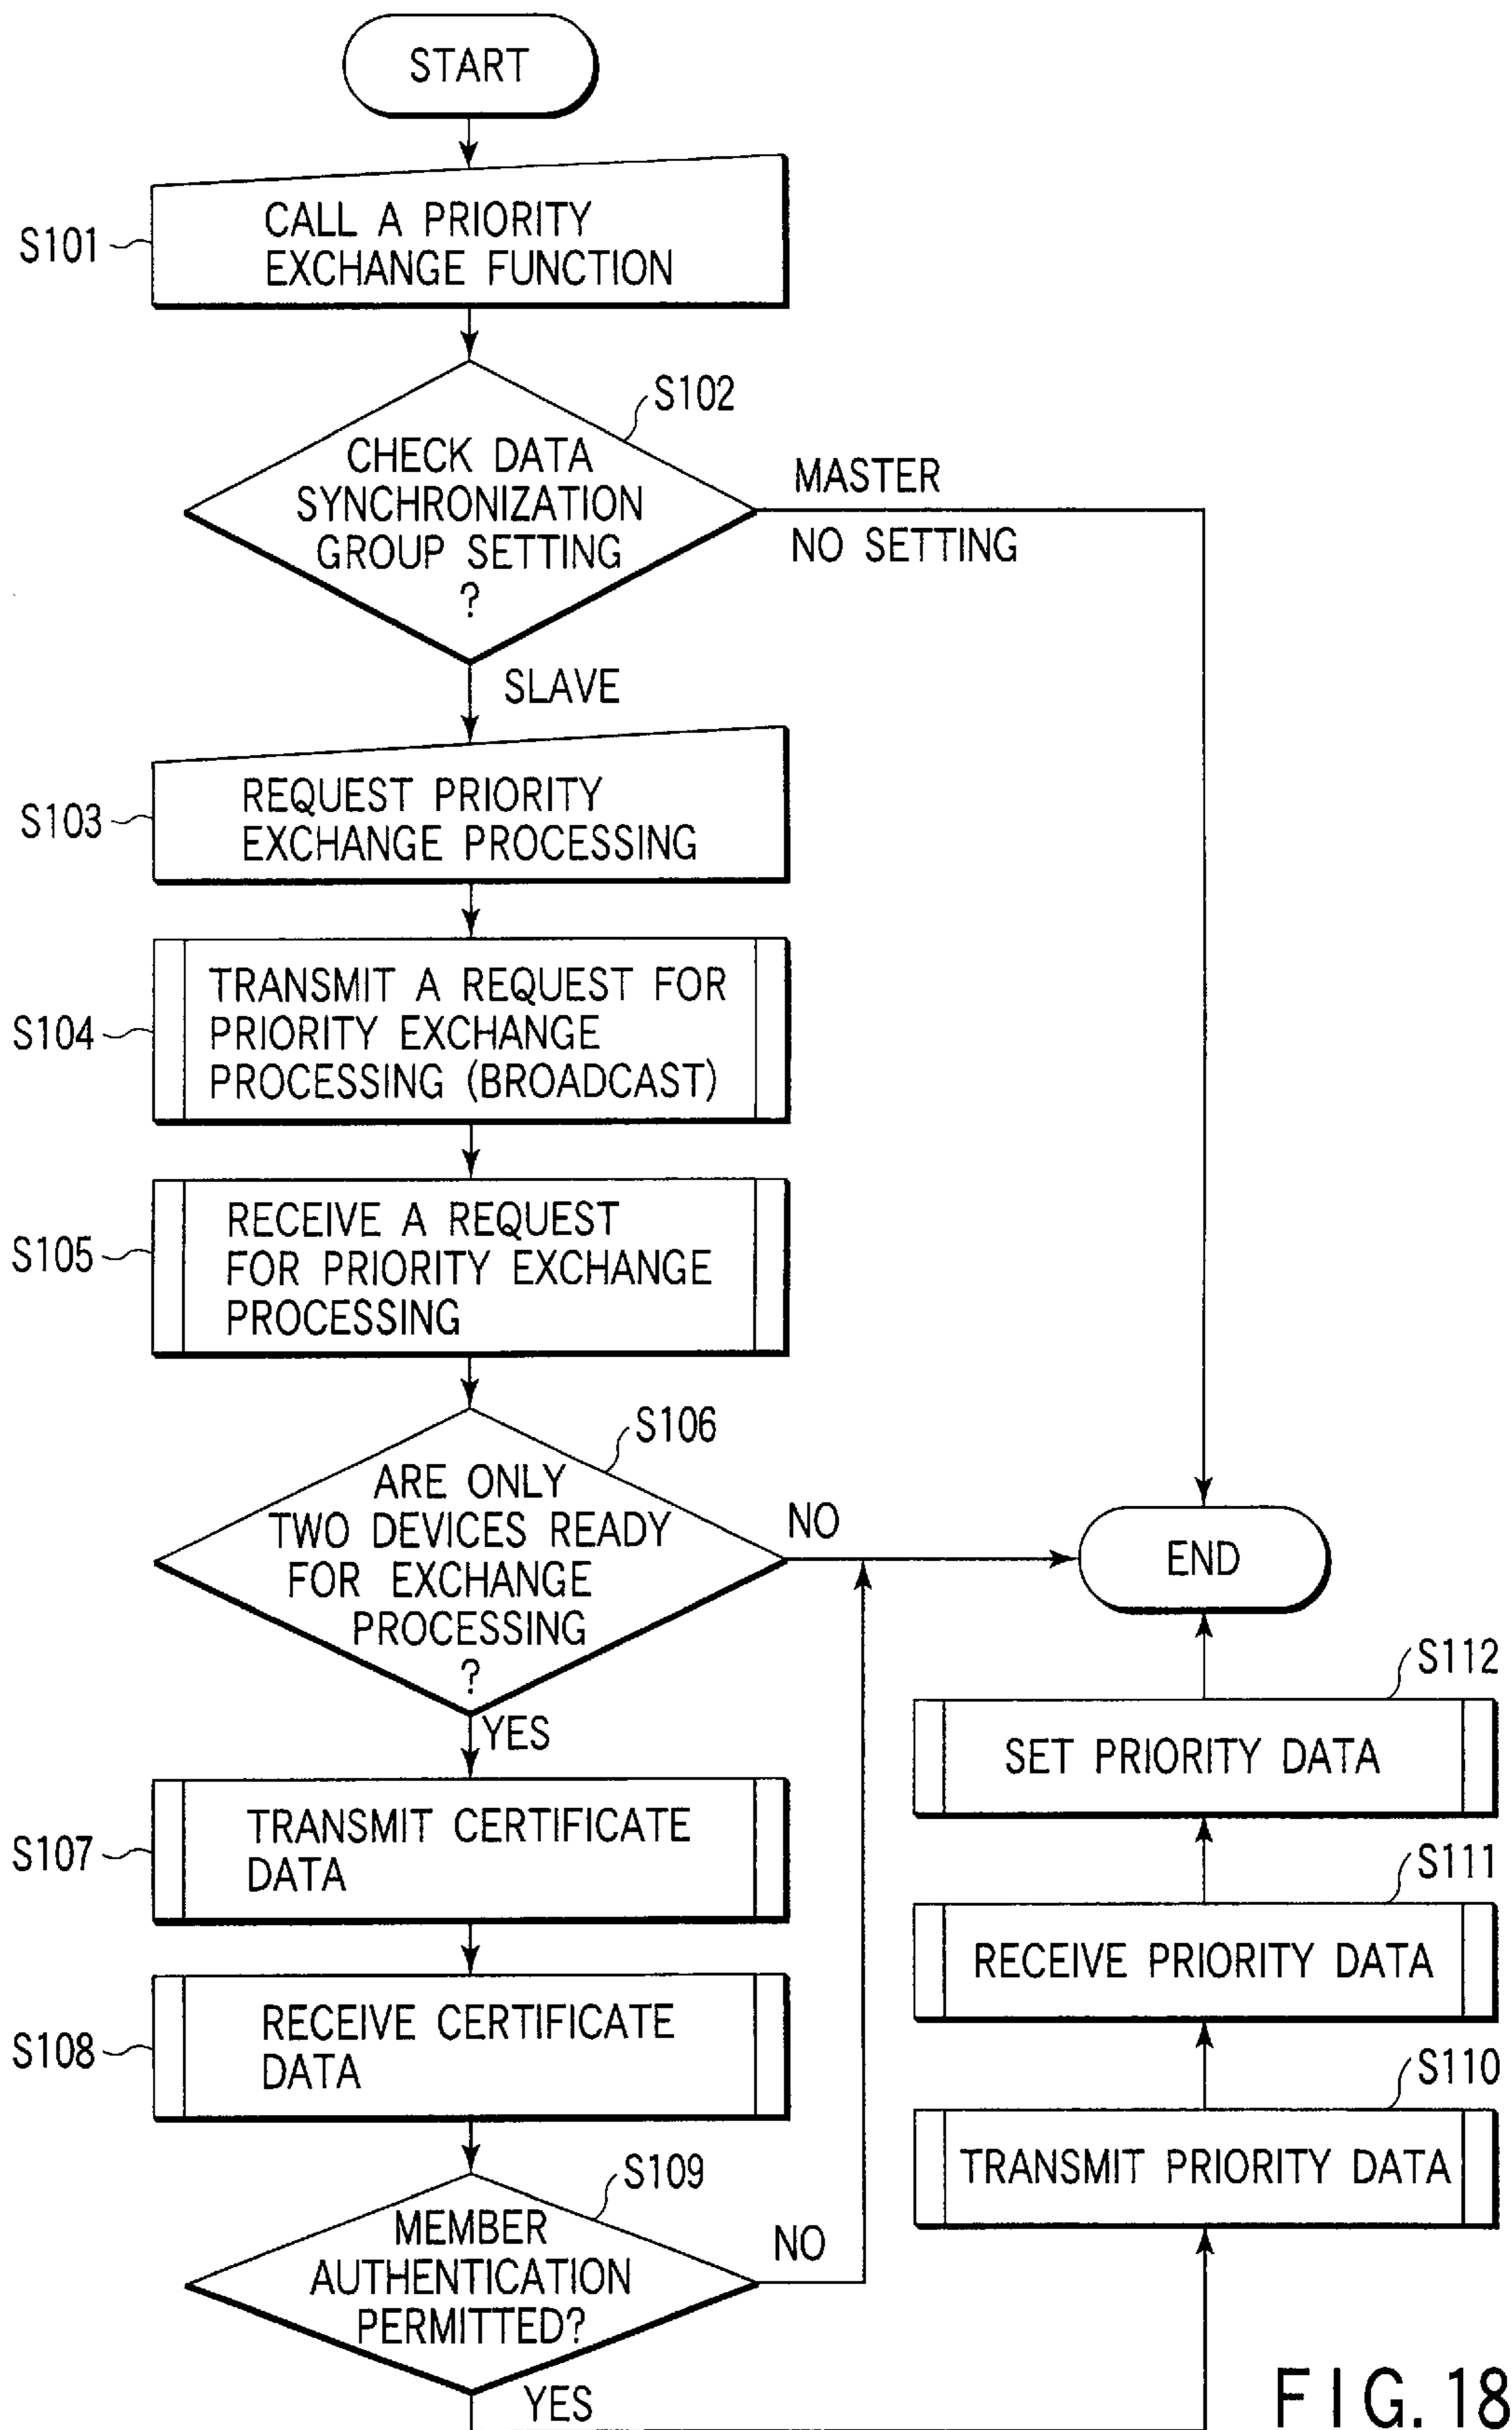 START
S101
CALL A PRIORITY
EXCHANGE FUNCTION
S102
CHECK DATA
SYNCHRONIZATION
GROUP SETTING
?
MASTER
NO SETTING
SLAVE
S103
REQUEST PRIORITY
EXCHANGE PROCESSING
S104
TRANSMIT A REQUEST FOR
PRIORITY EXCHANGE
PROCESSING (BROADCAST)
S105
RECEIVE A REQUEST
FOR PRIORITY EXCHANGE
PROCESSING
S106
ARE ONLY
TWO DEVICES READY
FOR EXCHANGE
PROCESSING
?
NO
YES
END
S107
TRANSMIT CERTIFICATE
DATA
S108
RECEIVE CERTIFICATE
DATA
S109
MEMBER
AUTHENTICATION
PERMITTED?
NO
YES
S112
SET PRIORITY DATA
S111
RECEIVE PRIORITY DATA
S110
TRANSMIT PRIORITY DATA
FIG. 18